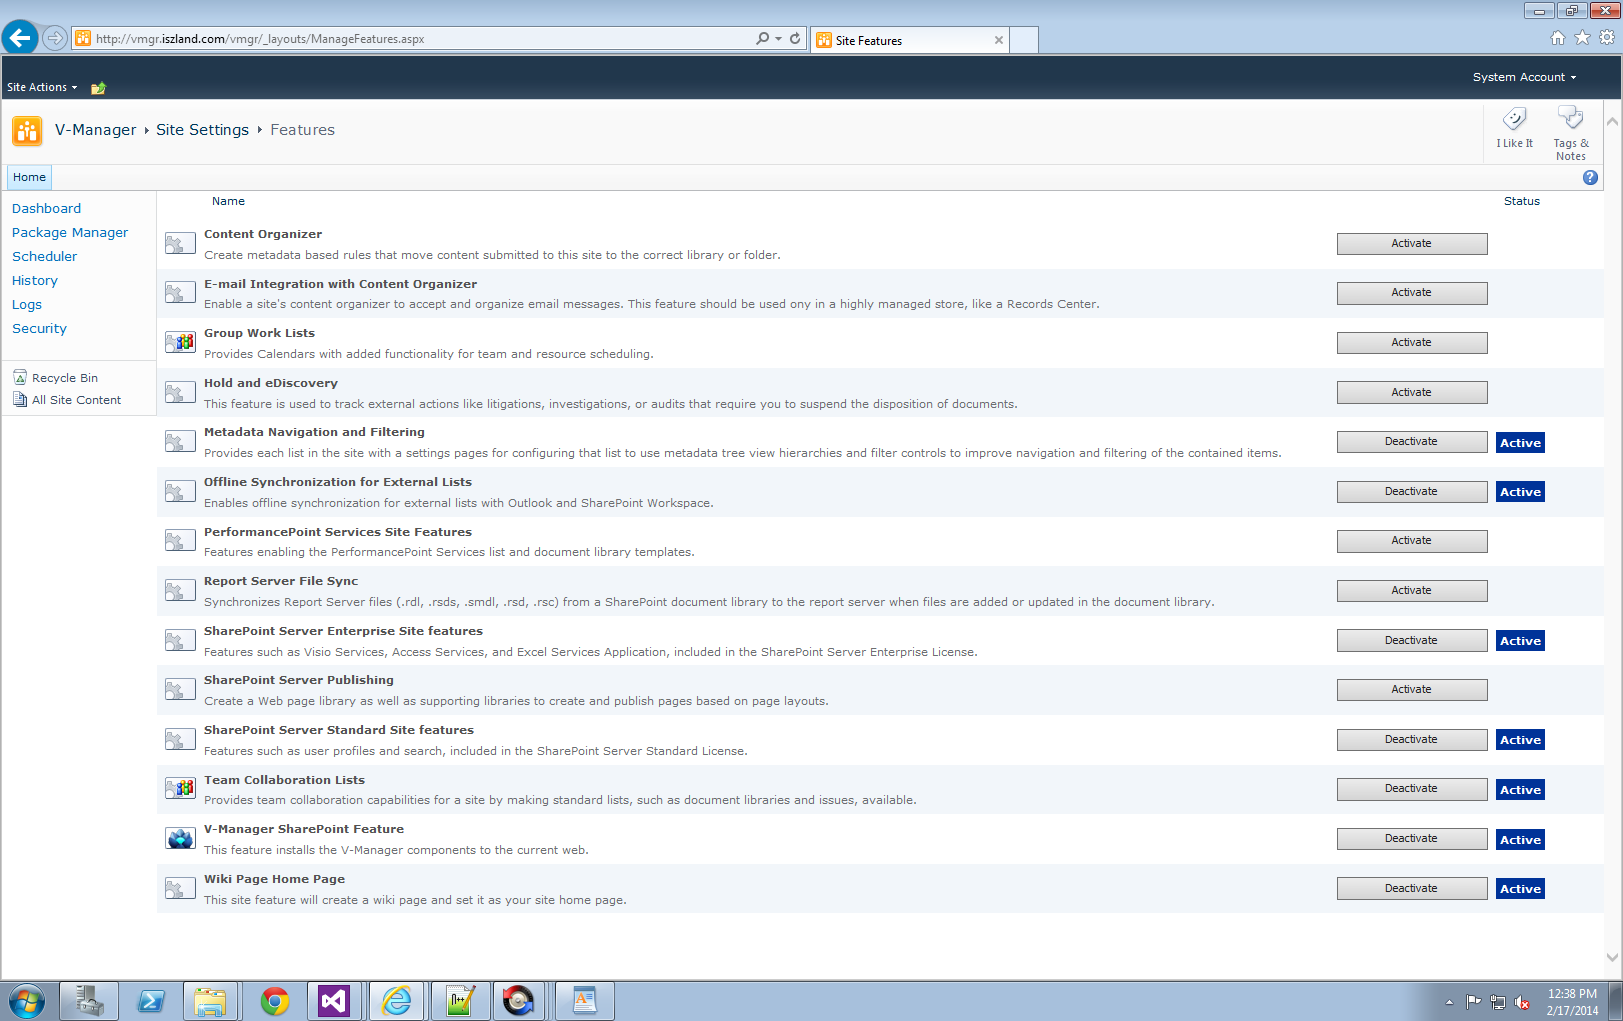 http://vmgr.iszland.com/vmgr/_layouts/ManageFeatures.aspx
Site Features
Site Actions
System Account
V-Manager ▸ Site Settings ▸ Features
I Like It
Tags & Notes
Home
Dashboard
Package Manager
Scheduler
History
Logs
Security
Recycle Bin
All Site Content
Name
Status
Content Organizer
Create metadata based rules that move content submitted to this site to the correct library or folder.
Activate
E-mail Integration with Content Organizer
Enable a site's content organizer to accept and organize email messages. This feature should be used ony in a highly managed store, like a Records Center.
Activate
Group Work Lists
Provides Calendars with added functionality for team and resource scheduling.
Activate
Hold and eDiscovery
This feature is used to track external actions like litigations, investigations, or audits that require you to suspend the disposition of documents.
Activate
Metadata Navigation and Filtering
Provides each list in the site with a settings pages for configuring that list to use metadata tree view hierarchies and filter controls to improve navigation and filtering of the contained items.
Deactivate
Active
Offline Synchronization for External Lists
Enables offline synchronization for external lists with Outlook and SharePoint Workspace.
Deactivate
Active
PerformancePoint Services Site Features
Features enabling the PerformancePoint Services list and document library templates.
Activate
Report Server File Sync
Synchronizes Report Server files (.rdl, .rsds, .smdl, .rsd, .rsc) from a SharePoint document library to the report server when files are added or updated in the document library.
Activate
SharePoint Server Enterprise Site features
Features such as Visio Services, Access Services, and Excel Services Application, included in the SharePoint Server Enterprise License.
Deactivate
Active
SharePoint Server Publishing
Create a Web page library as well as supporting libraries to create and publish pages based on page layouts.
Activate
SharePoint Server Standard Site features
Features such as user profiles and search, included in the SharePoint Server Standard License.
Deactivate
Active
Team Collaboration Lists
Provides team collaboration capabilities for a site by making standard lists, such as document libraries and issues, available.
Deactivate
Active
V-Manager SharePoint Feature
This feature installs the V-Manager components to the current web.
Deactivate
Active
Wiki Page Home Page
This site feature will create a wiki page and set it as your site home page.
Deactivate
Active
12:38 PM
2/17/2014